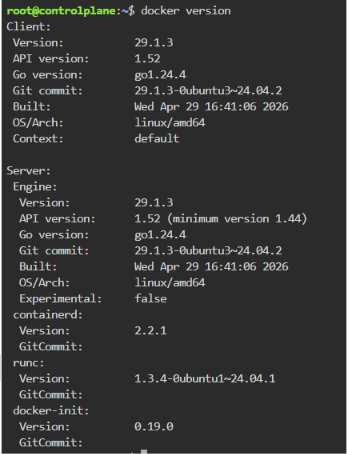 root@controlplane:~$ docker version
Client:
 Version:           29.1.3
 API version:       1.52
 Go version:        go1.24.4
 Git commit:        29.1.3-0ubuntu3~24.04.2
 Built:             Wed Apr 29 16:41:06 2026
 OS/Arch:           linux/amd64
 Context:           default

Server:
 Engine:
  Version:          29.1.3
  API version:      1.52 (minimum version 1.44)
  Go version:       go1.24.4
  Git commit:       29.1.3-0ubuntu3~24.04.2
  Built:            Wed Apr 29 16:41:06 2026
  OS/Arch:          linux/amd64
  Experimental:     false
 containerd:
  Version:          2.2.1
  GitCommit:
 runc:
  Version:          1.3.4-0ubuntu1~24.04.1
  GitCommit:
 docker-init:
  Version:          0.19.0
  GitCommit: